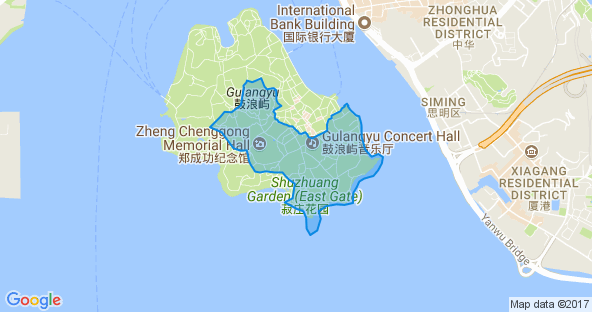 International
Bank Building
国际银行大厦
ZHONGHUA
RESIDENTIAL
DISTRICT
中华
Gulangyu
鼓浪屿
SIMING
思明区
Zheng Chenggong
Memorial Hall
郑成功纪念馆
Gulangyu Concert Hall
鼓浪屿音乐厅
XIAGANG
RESIDENTIAL
DISTRICT
厦港
Shuzhuang
Garden (East Gate)
菽庄花园
Yanwu Bridge
Google
Map data ©2017